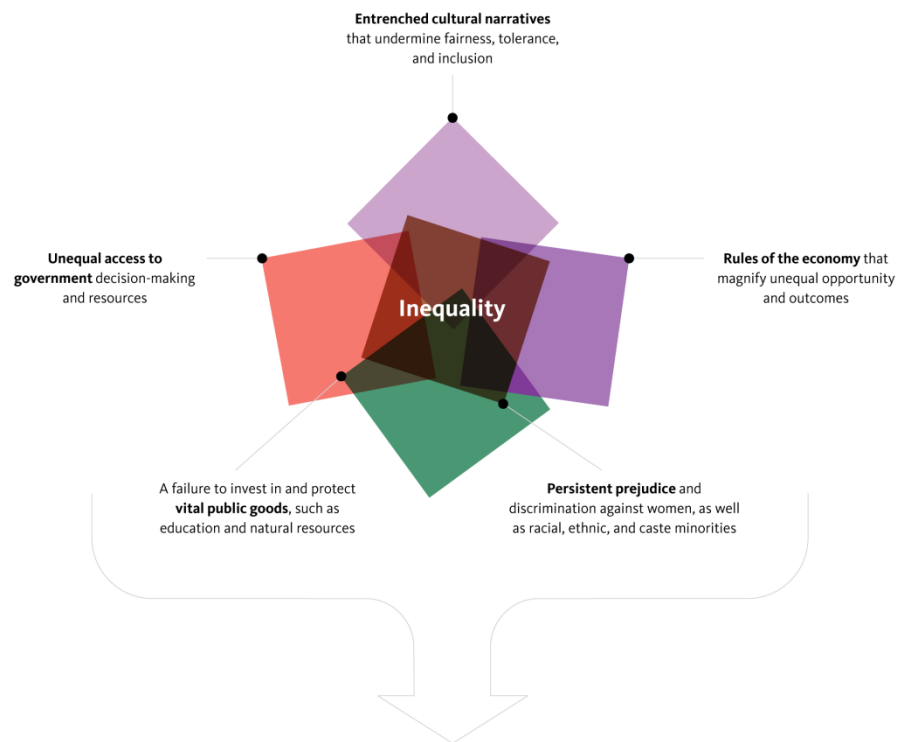 Entrenched cultural narratives
that undermine fairness, tolerance,
and inclusion
Unequal access to
government decision-making
and resources
Rules of the economy that
magnify unequal opportunity
and outcomes
Inequality
A failure to invest in and protect
vital public goods, such as
education and natural resources
Persistent prejudice and
discrimination against women, as well
as racial, ethnic, and caste minorities